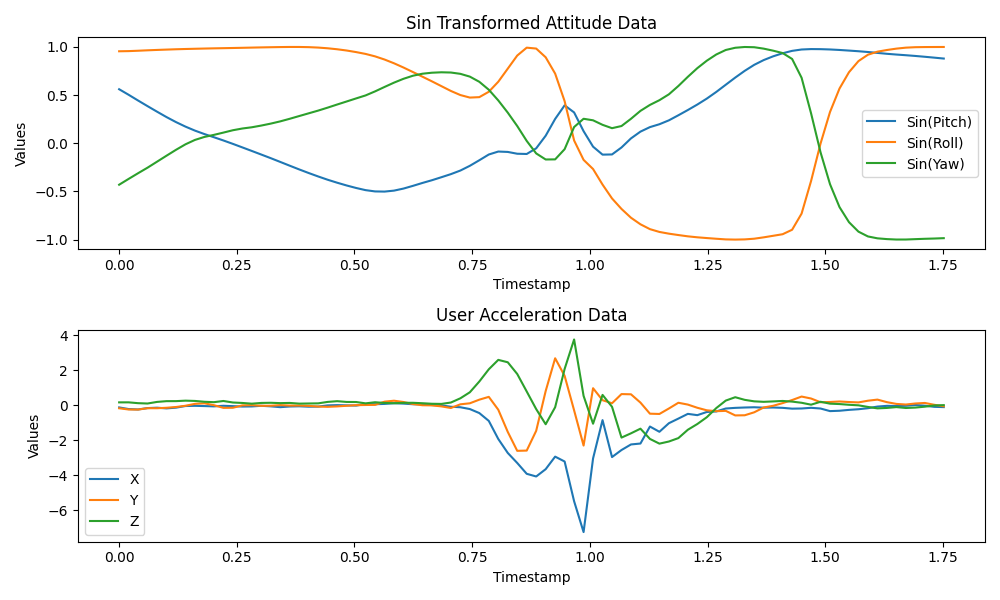 Sin Transformed Attitude Data
1.0
0.5
0.0
−0.5
−1.0
Values
Sin(Pitch)
Sin(Roll)
Sin(Yaw)
0.00 0.25 0.50 0.75 1.00 1.25 1.50 1.75
Timestamp
User Acceleration Data
4
2
0
−2
−4
−6
Values
X
Y
Z
0.00 0.25 0.50 0.75 1.00 1.25 1.50 1.75
Timestamp